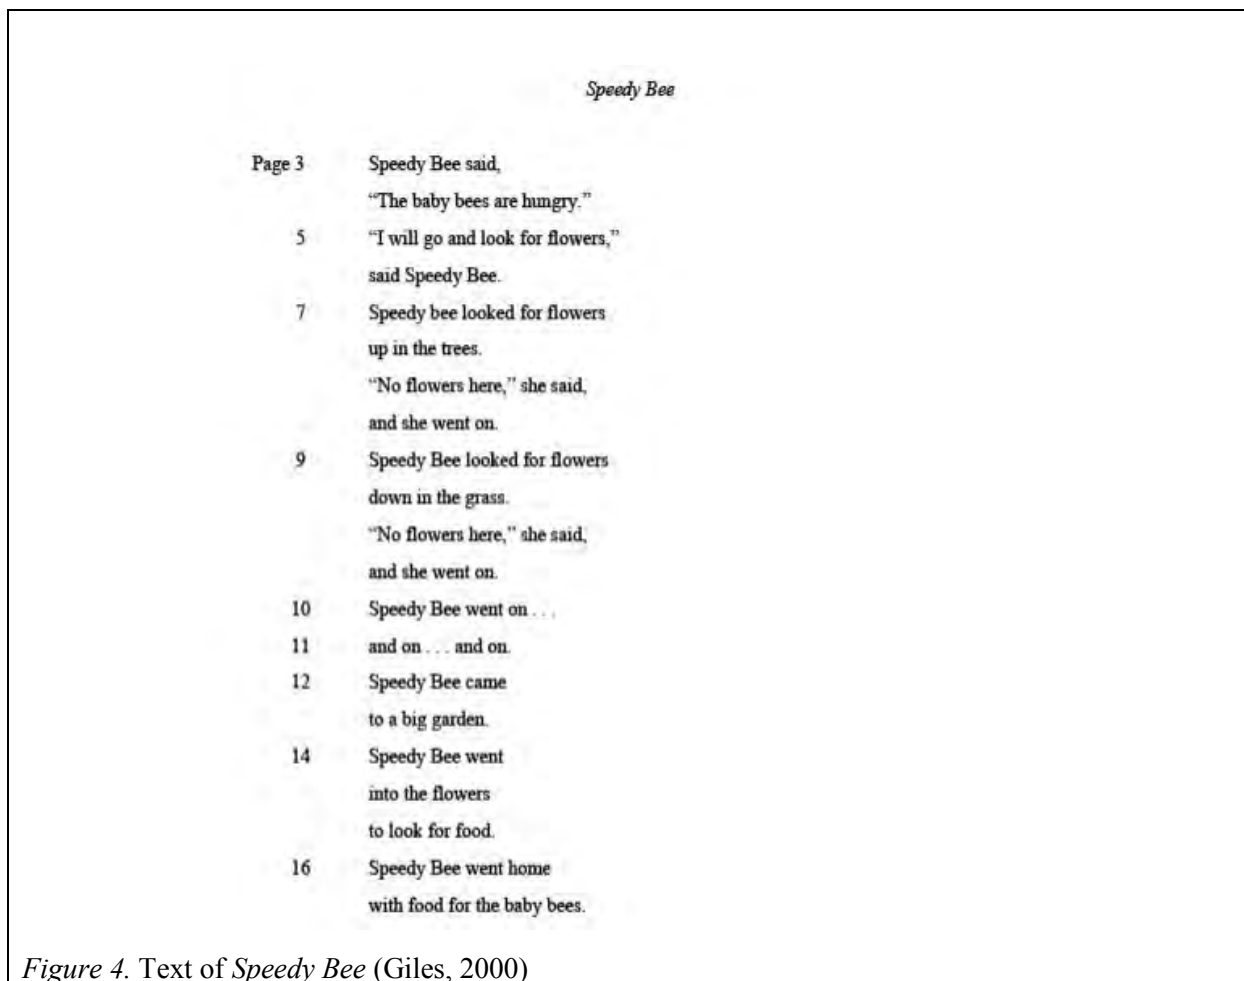 Speedy Bee
Page 3 Speedy Bee said,
“The baby bees are hungry.”
5 “I will go and look for flowers,”
said Speedy Bee.
7 Speedy bee looked for flowers
up in the trees.
“No flowers here,” she said,
and she went on.
9 Speedy Bee looked for flowers
down in the grass.
“No flowers here,” she said,
and she went on.
10 Speedy Bee went on . . .
11 and on . . . and on.
12 Speedy Bee came
to a big garden.
14 Speedy Bee went
into the flowers
to look for food.
16 Speedy Bee went home
with food for the baby bees.
Figure 4. Text of Speedy Bee (Giles, 2000)